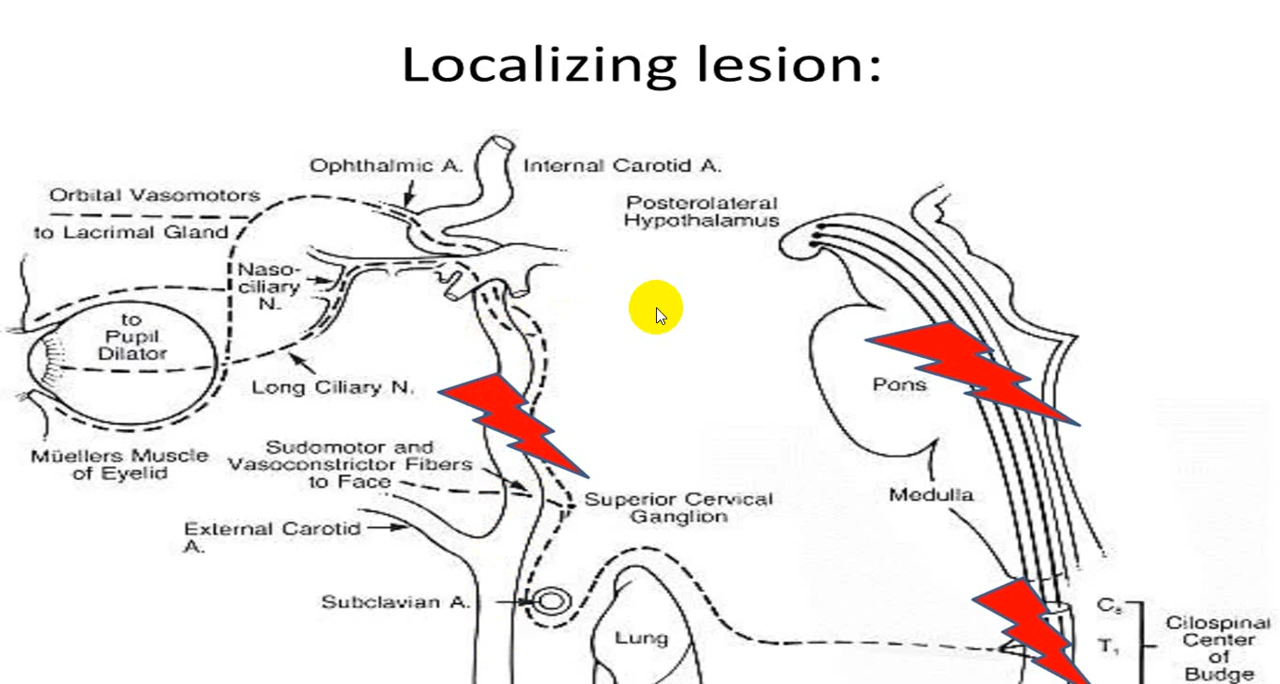 Localizing lesion:
Ophthalmic A.
Internal Carotid A.
Orbital Vasomotors
to Lacrimal Gland
Posterolateral
Hypothalamus
Naso-
ciliary
N.
to
Pupil
Dilator
Long Ciliary N.
Pons
Müellers Muscle
of Eyelid
Sudomotor and
Vasoconstrictor Fibers
to Face
Superior Cervical
Ganglion
Medulla
External Carotid
A.
Subclavian A.
Lung
C₈
T₁
Cilospinal
Center
of
Budge